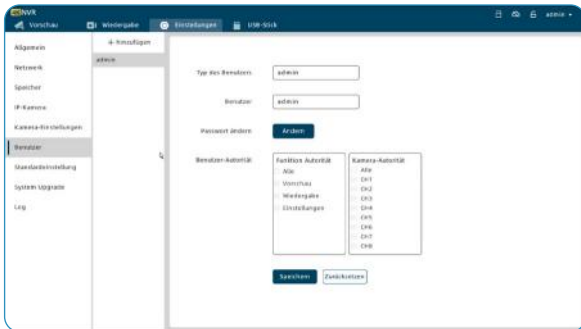 NVR
admin
Vorschau
Wiedergabe
Einstellungen
USB-Stick
Allgemein
Netzwerk
Speicher
IP-Kamera
Kamera-Einstellungen
Benutzer
Standardeinstellung
System-Upgrade
Log
+ hinzufügen
admin
Typ des Benutzers
admin
Benutzer
admin
Passwort ändern
Ändern
Benutzer-Autorität
Funktion Autorität
Alle
Vorschau
Wiedergabe
Einstellungen
Kamera-Autorität
Alle
CH1
CH2
CH3
CH4
CH5
CH6
CH7
CH8
Speichern
Zurücksetzen